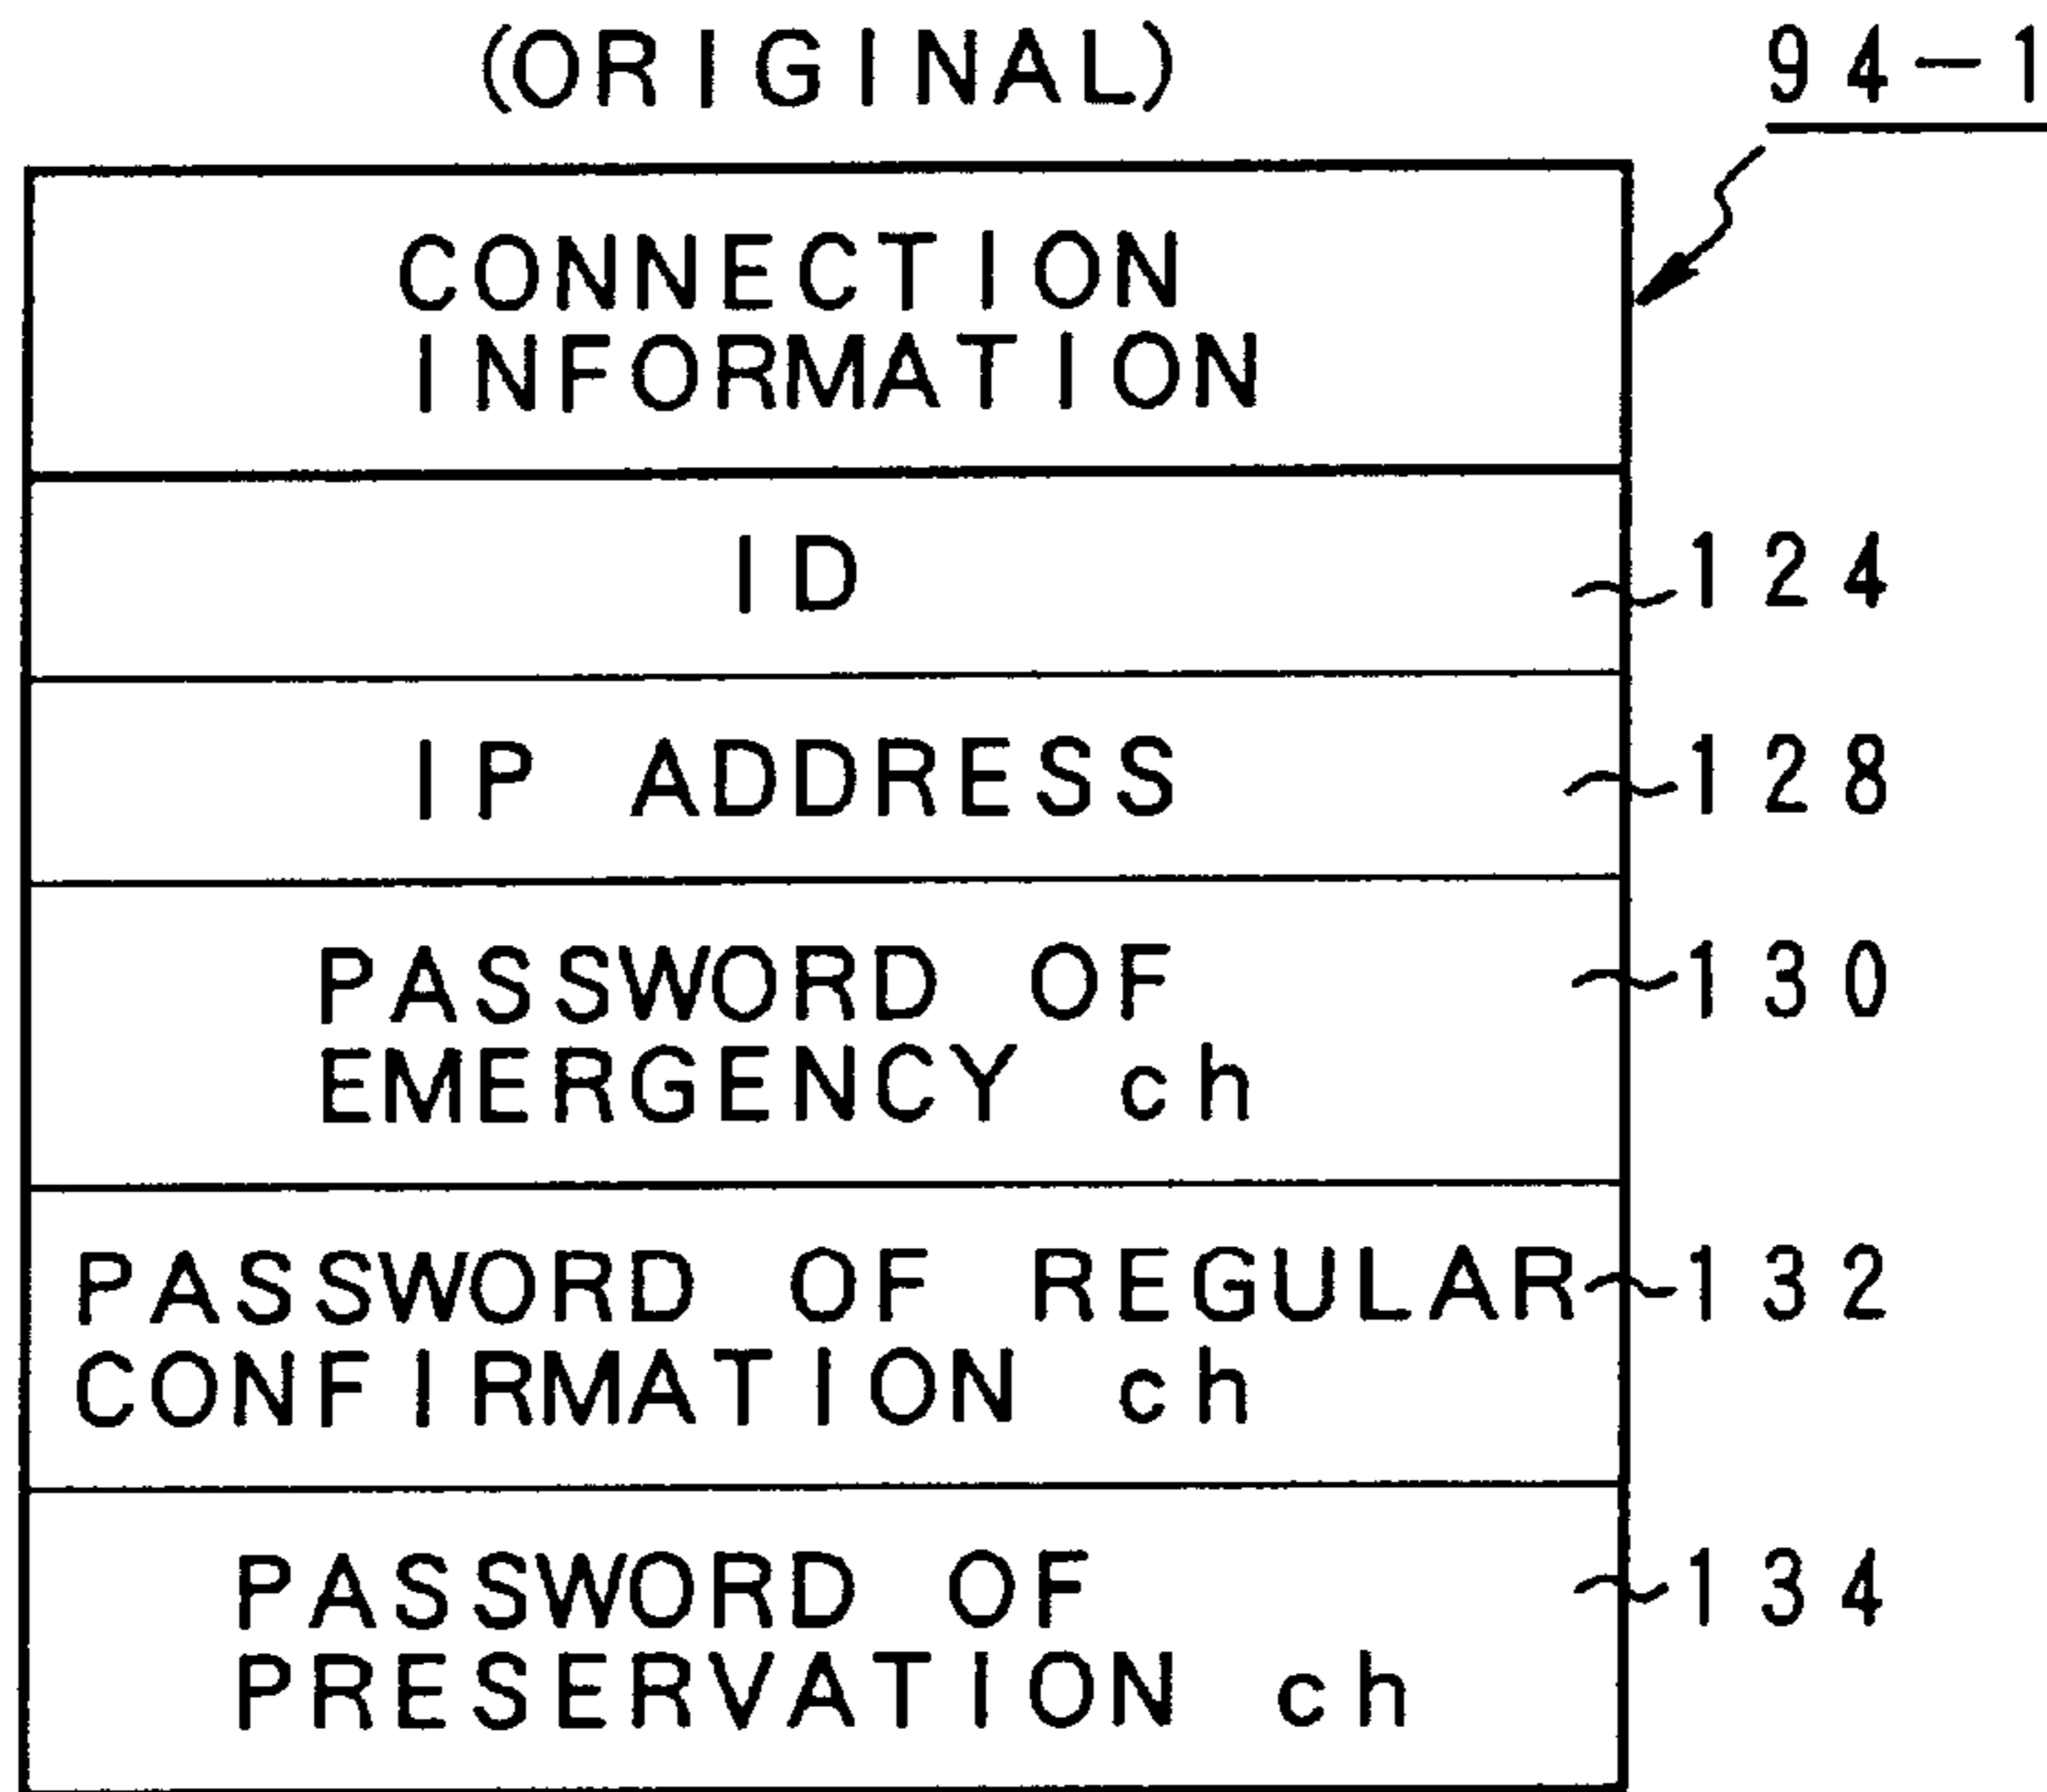 (ORIGINAL)
94-1
CONNECTION
INFORMATION
ID
124
IP ADDRESS
128
PASSWORD OF
130
EMERGENCY ch
PASSWORD OF REGULAR
132
CONFIRMATION ch
PASSWORD OF
134
PRESERVATION ch